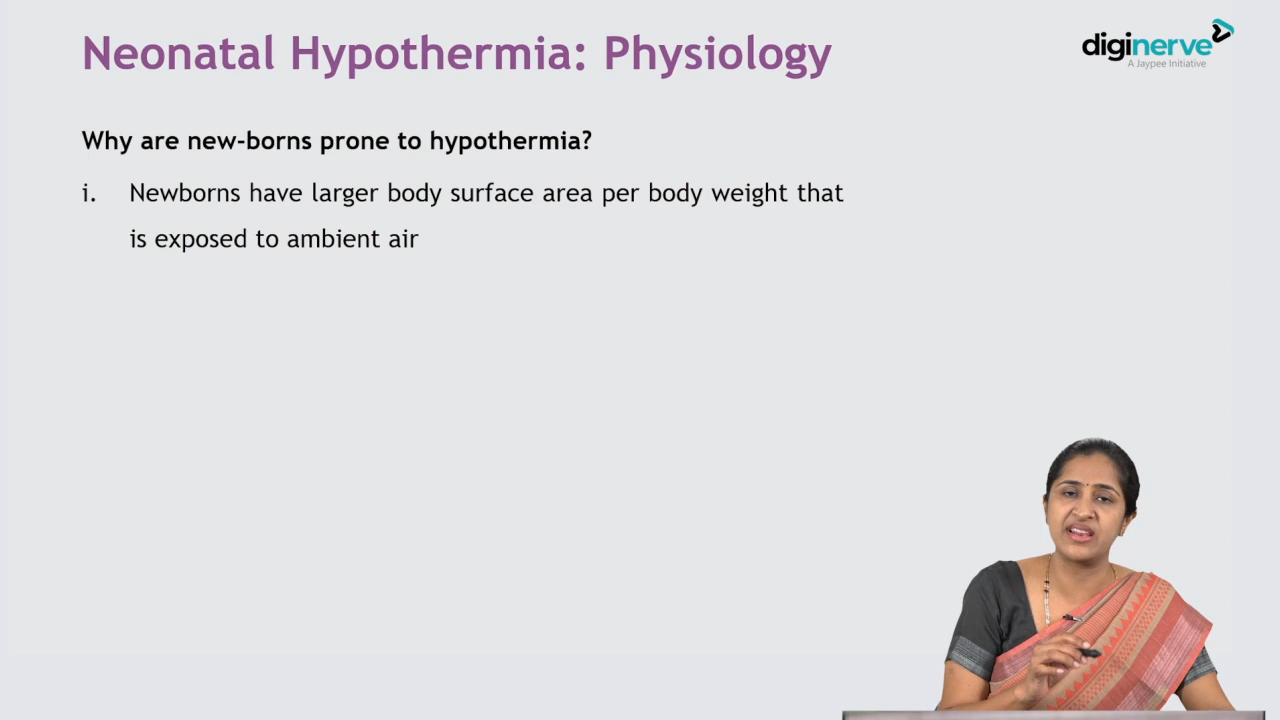 Neonatal Hypothermia: Physiology
diginerve
A Jaypee Initiative
Why are new-borns prone to hypothermia?
i. Newborns have larger body surface area per body weight that
is exposed to ambient air